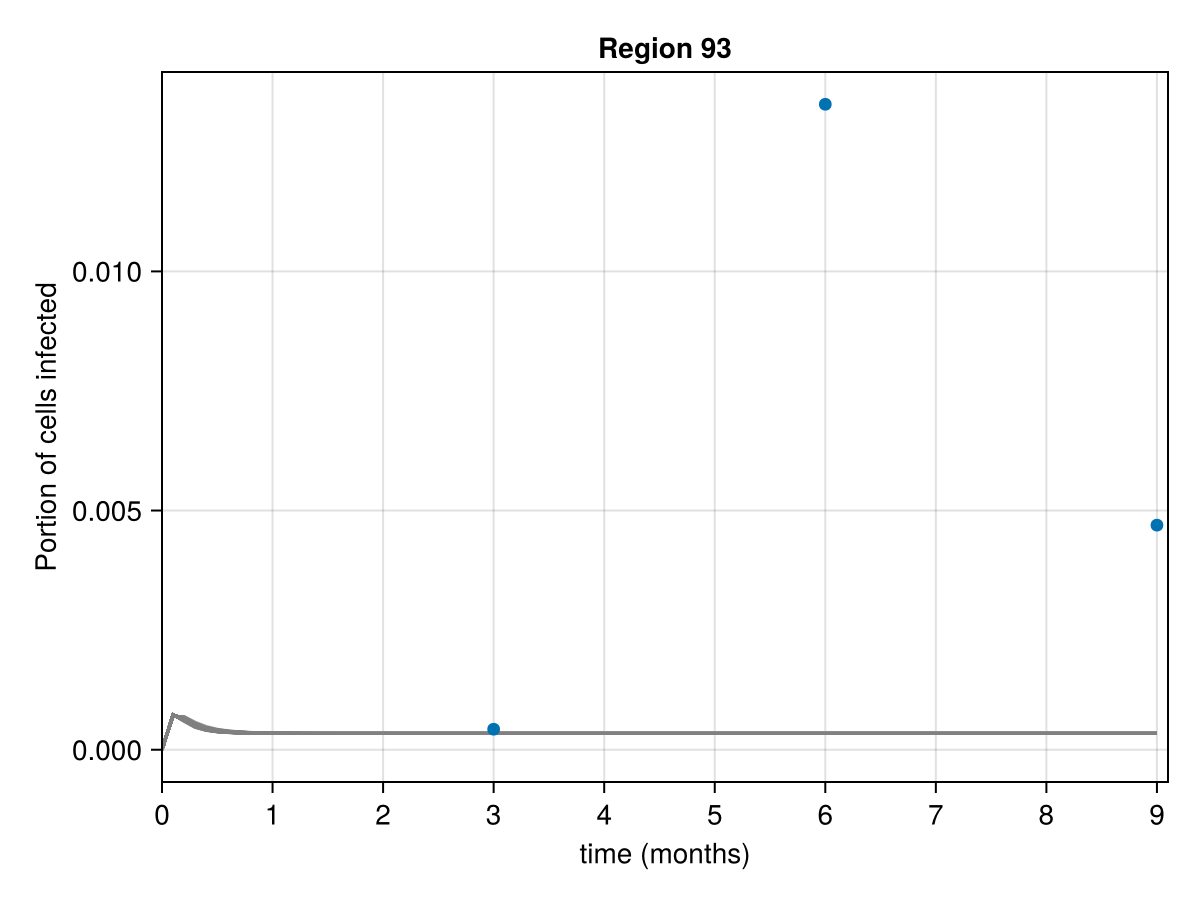 Region 93
Portion of cells infected
0.010
0.005
0.000
0 1 2 3 4 5 6 7 8 9
time (months)